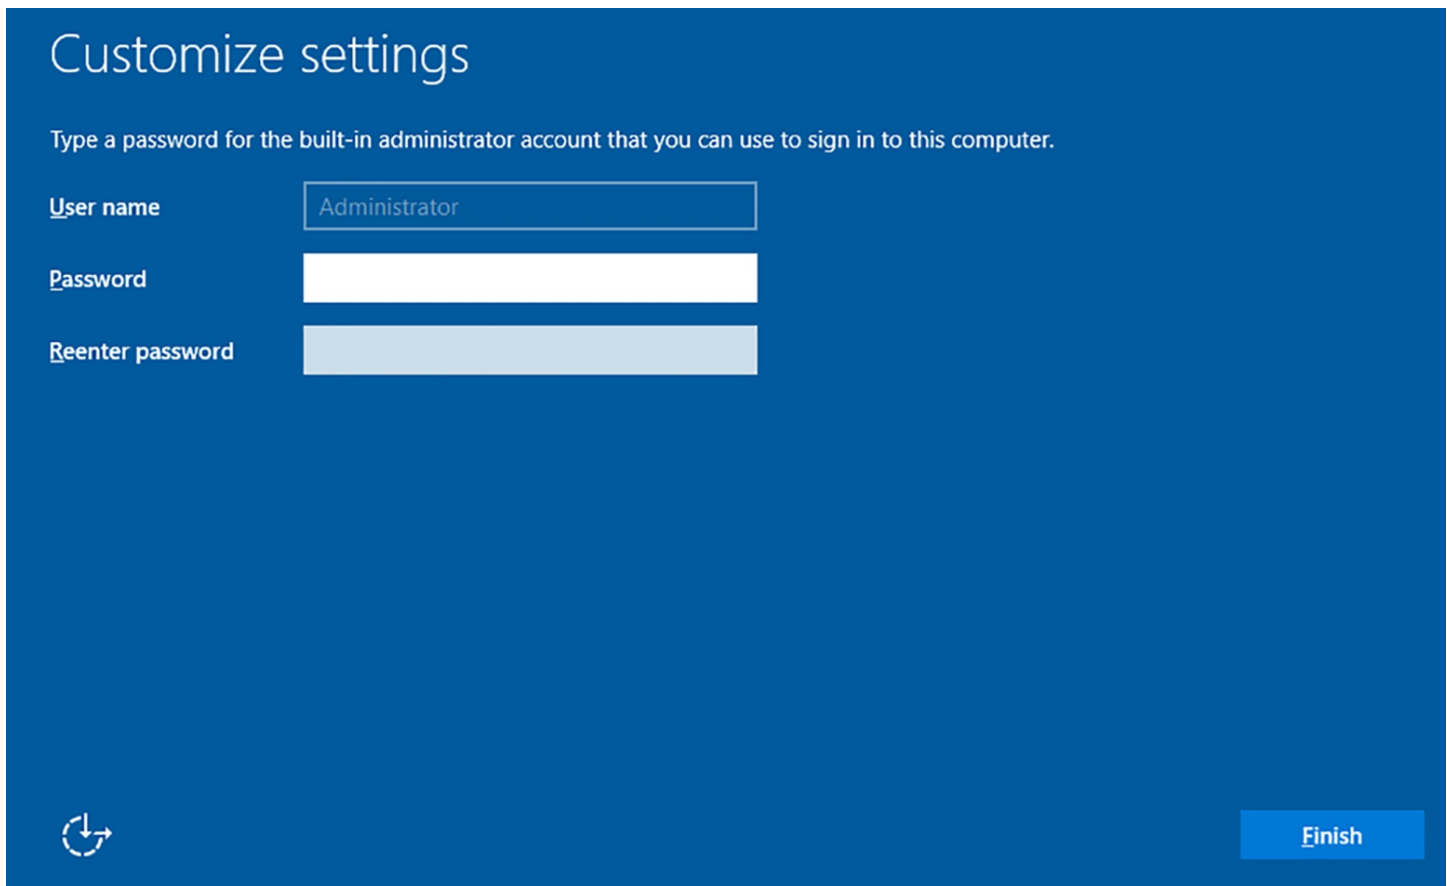 Customize settings
Type a password for the built-in administrator account that you can use to sign in to this computer.
User name
Administrator
Password
Reenter password
Finish